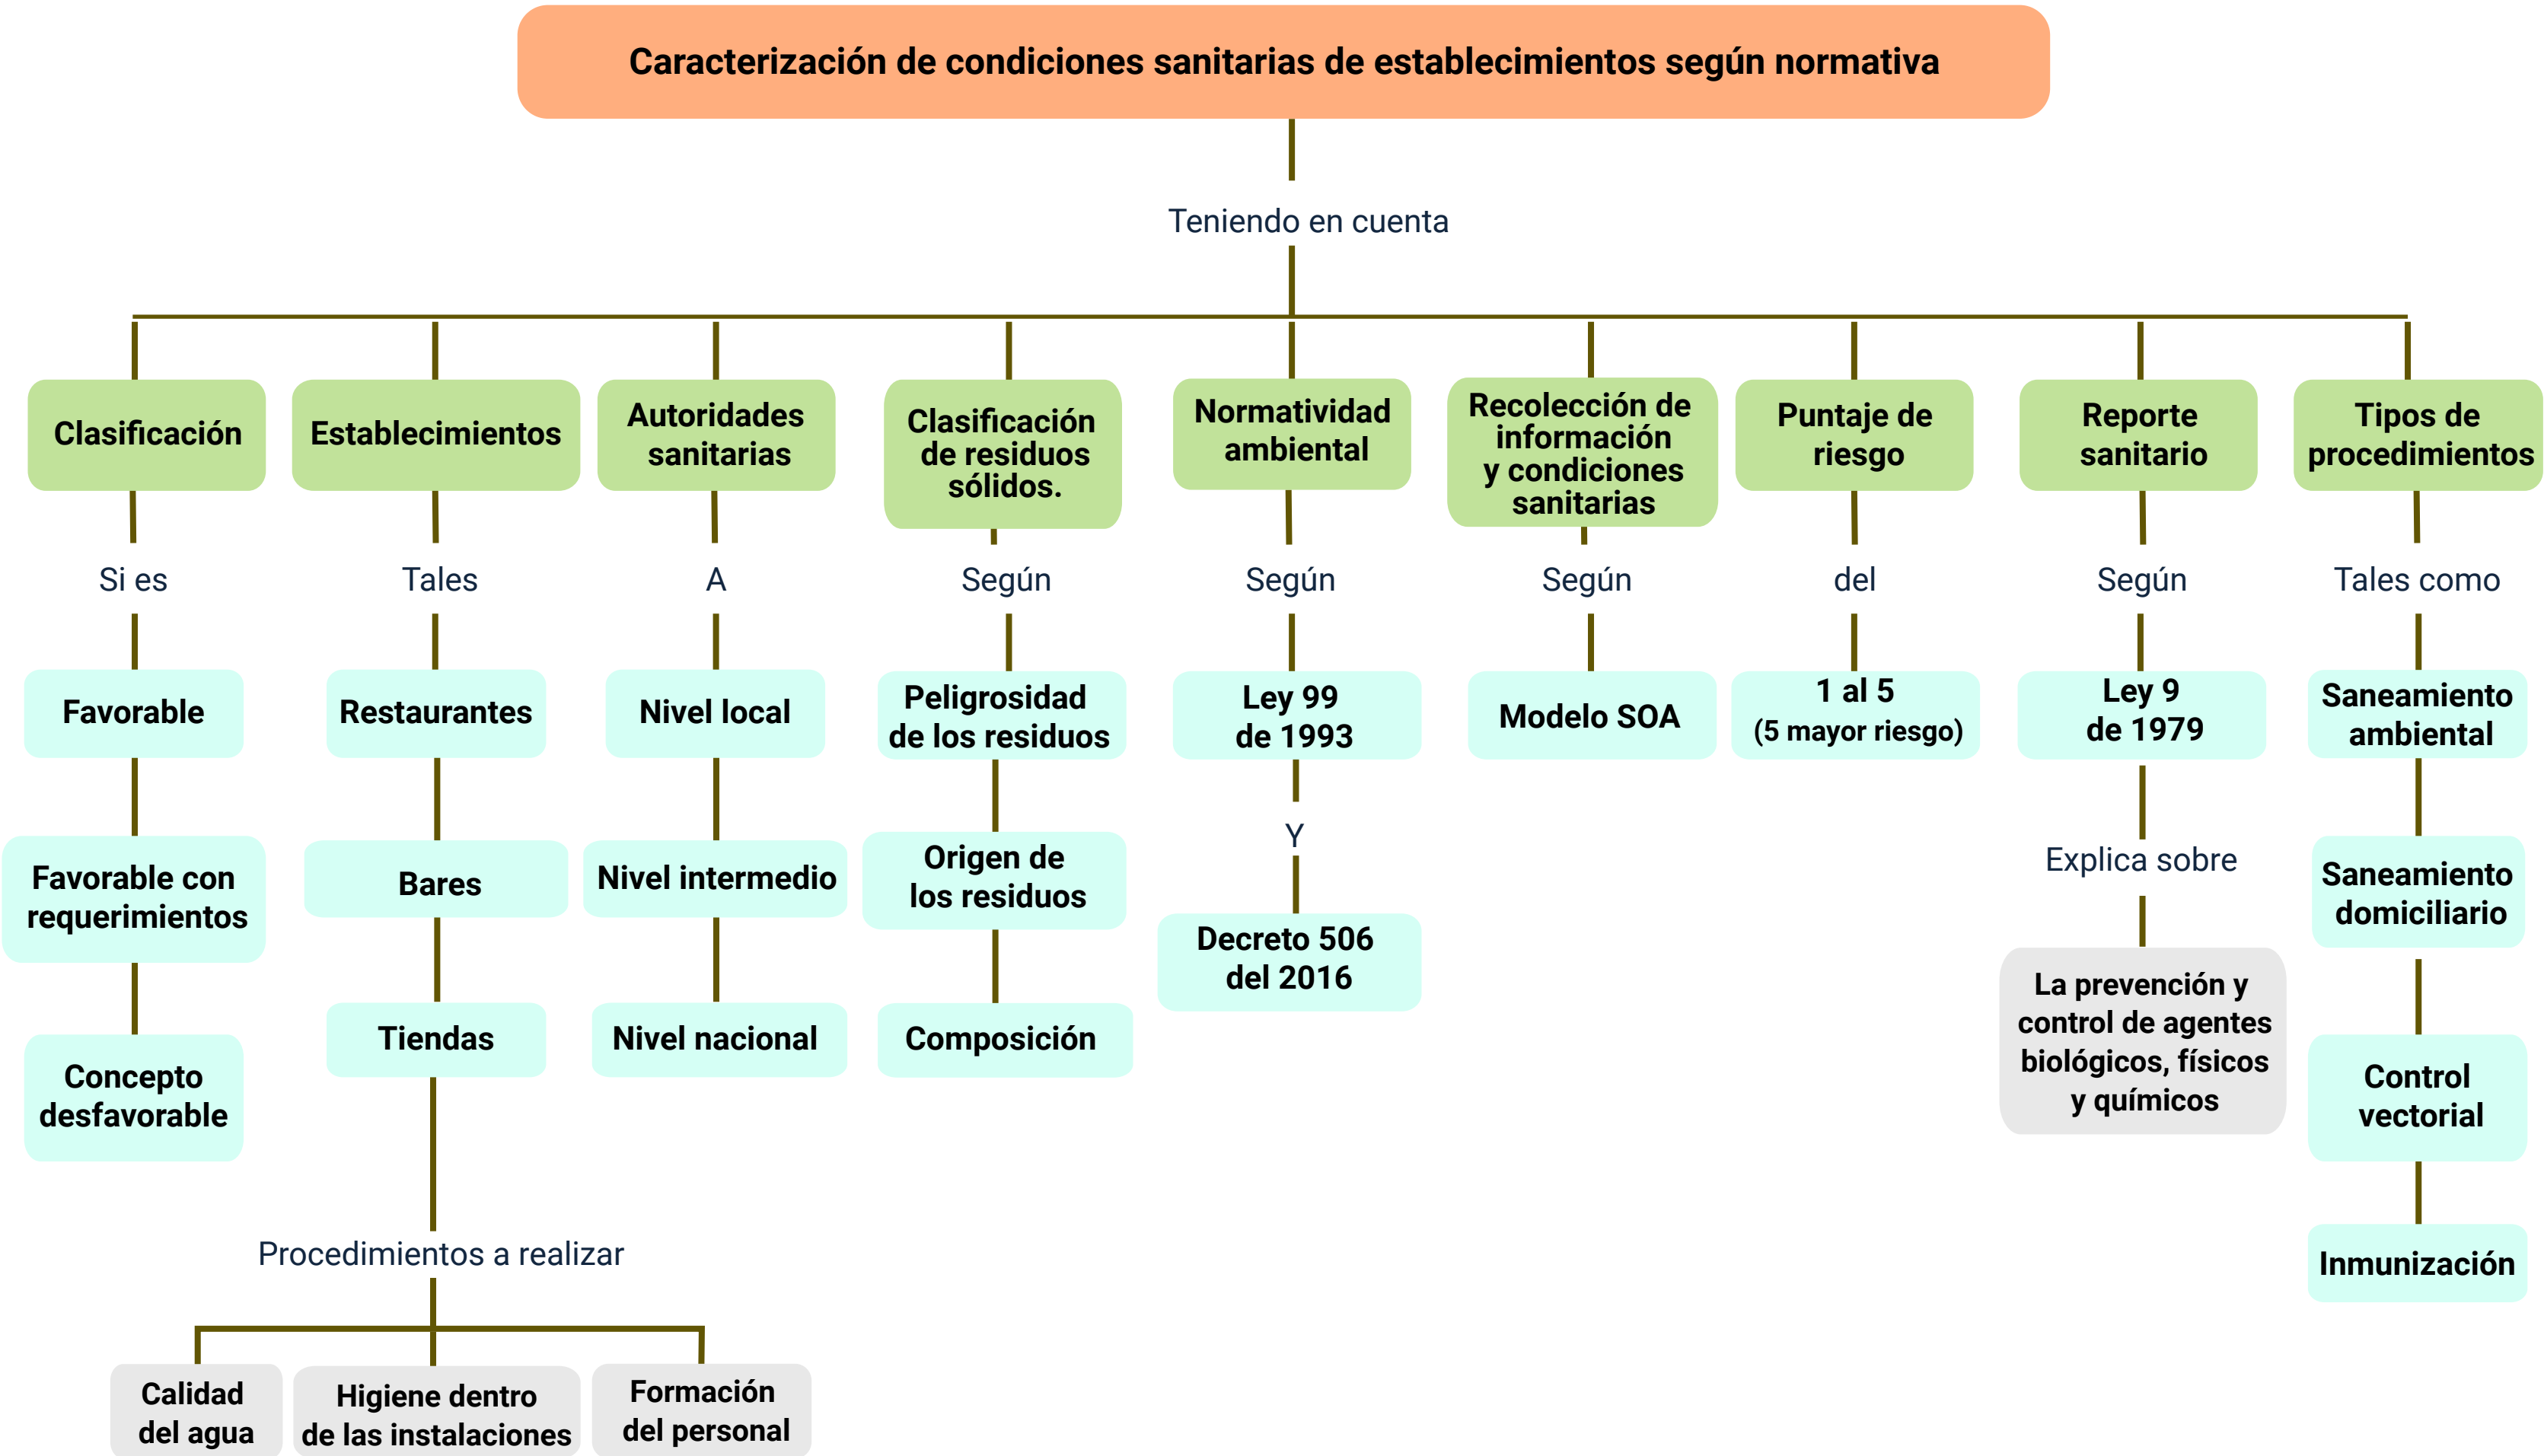 Caracterización de condiciones sanitarias de establecimientos según normativa
Teniendo en cuenta
Clasificación
Si es
Favorable
Favorable con
requerimientos
Concepto
desfavorable
Establecimientos
Tales
Restaurantes
Bares
Tiendas
Procedimientos a realizar
Calidad
del agua
Higiene dentro
de las instalaciones
Formación
del personal
Autoridades
sanitarias
A
Nivel local
Nivel intermedio
Nivel nacional
Clasificación
de residuos
sólidos.
Según
Peligrosidad
de los residuos
Origen de
los residuos
Composición
Normatividad
ambiental
Según
Ley 99
de 1993
Y
Decreto 506
del 2016
Recolección de
información
y condiciones
sanitarias
Según
Modelo SOA
Puntaje de
riesgo
del
1 al 5
(5 mayor riesgo)
Reporte
sanitario
Según
Ley 9
de 1979
Explica sobre
La prevención y
control de agentes
biológicos, físicos
y químicos
Tipos de
procedimientos
Tales como
Saneamiento
ambiental
Saneamiento
domiciliario
Control
vectorial
Inmunización